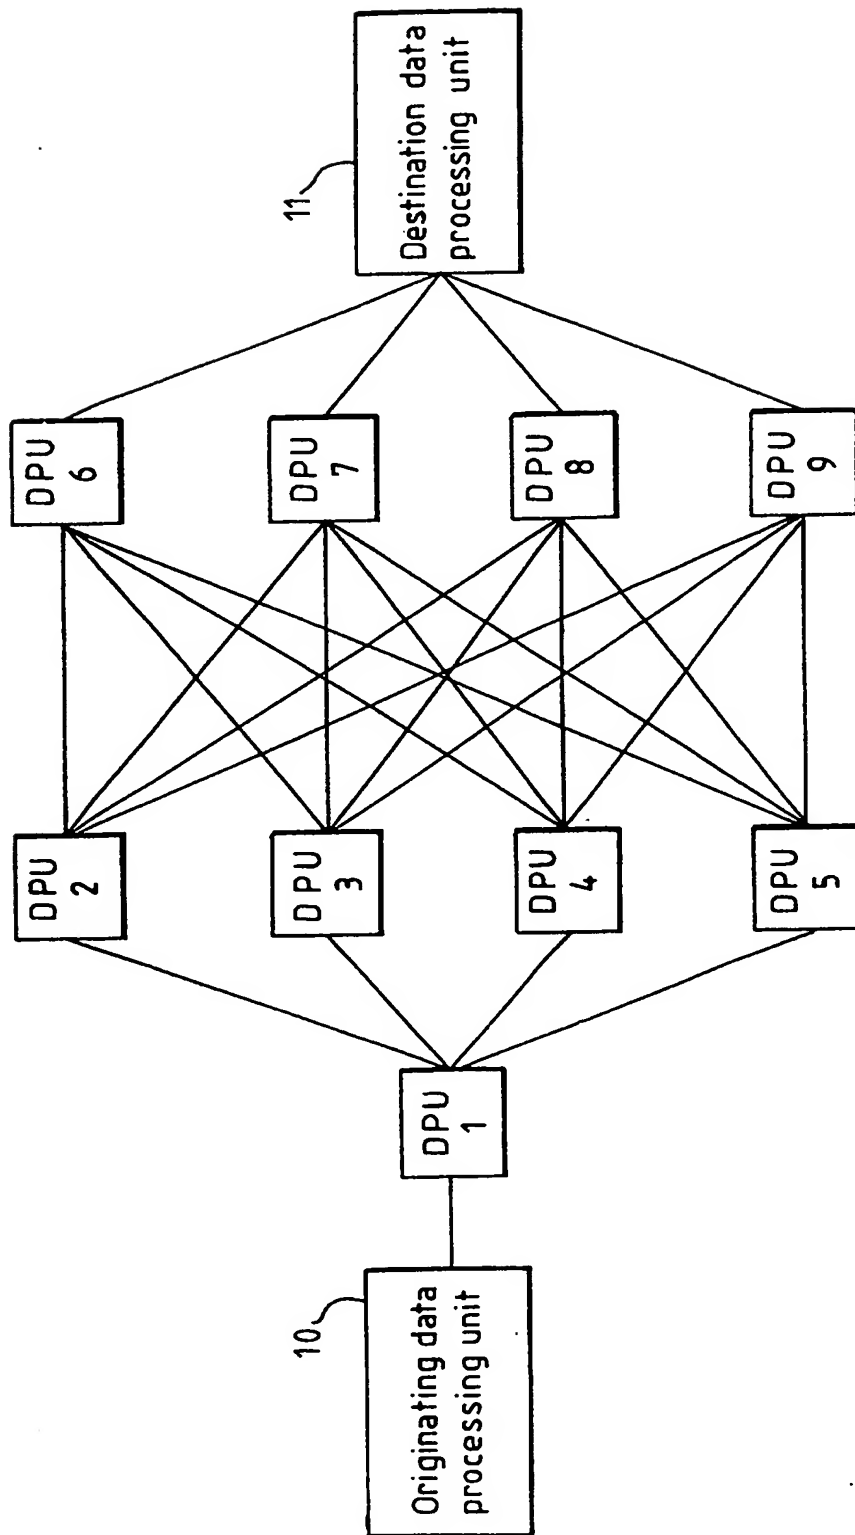 10
Originating data
processing unit
DPU
1
DPU
2
DPU
3
DPU
4
DPU
5
DPU
6
DPU
7
DPU
8
DPU
9
11
Destination data
processing unit